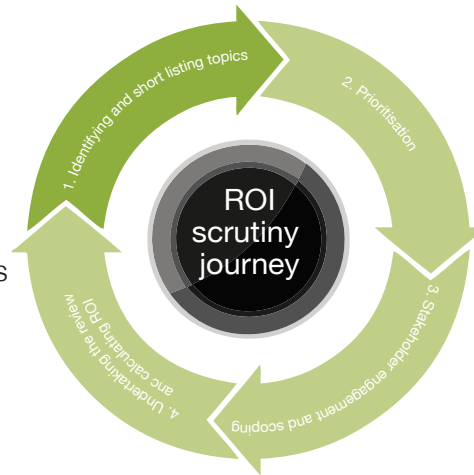 1. Identifying and short listing topics
2. Prioritisation
ROI
scrutiny
journey
s
3. Stakeholder engagement and scoping
4. Undertaking the review
anc calculating ROI